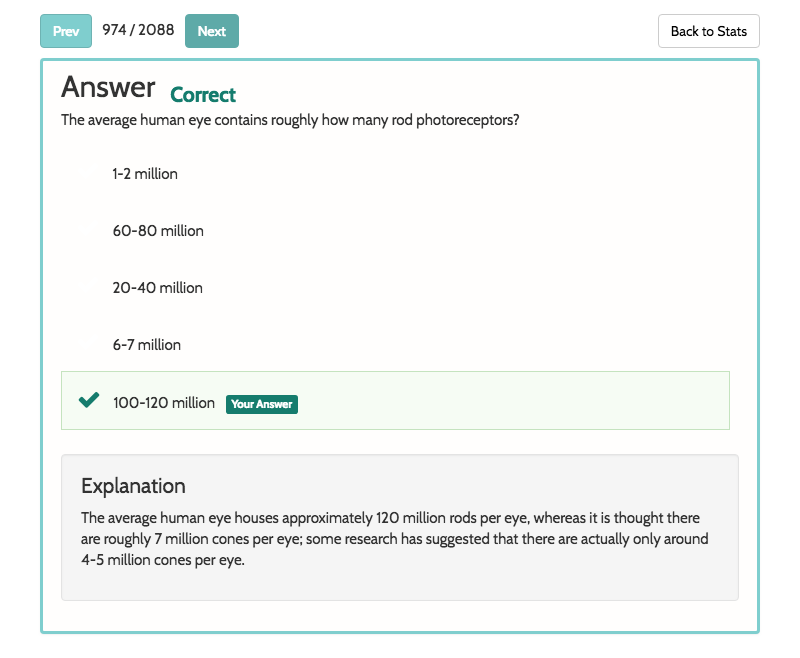 Prev 974 / 2088 Next Back to Stats
Answer Correct
The average human eye contains roughly how many rod photoreceptors?
1-2 million
60-80 million
20-40 million
6-7 million
100-120 million Your Answer
Explanation
The average human eye houses approximately 120 million rods per eye, whereas it is thought there
are roughly 7 million cones per eye; some research has suggested that there are actually only around
4-5 million cones per eye.